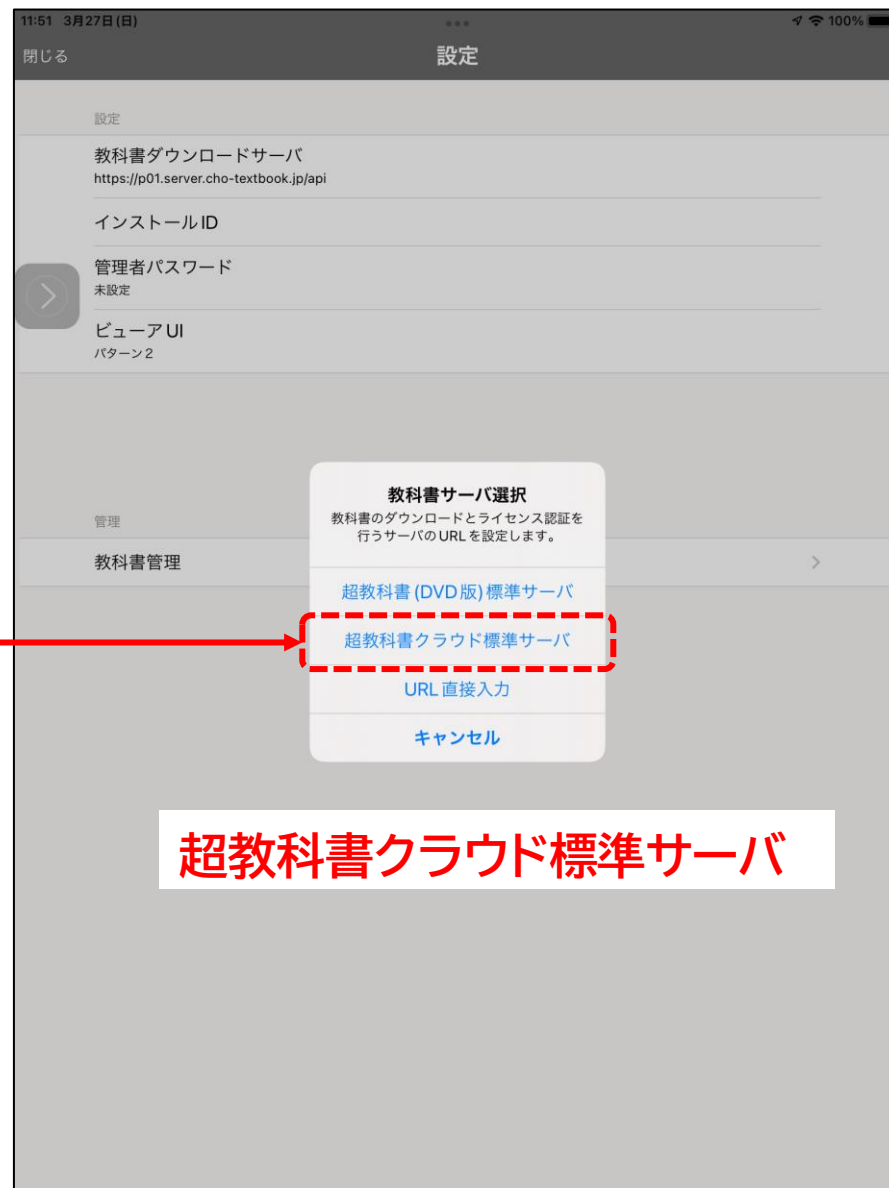 11:51 3月27日(日)
100%
閉じる
設定
設定
教科書ダウンロードサーバ
https://p01.server.cho-textbook.jp/api
インストールID
管理者パスワード
未設定
ビューアUI
パターン2
教科書サーバ選択
教科書のダウンロードとライセンス認証を
行うサーバのURLを設定します。
管理
教科書管理
超教科書(DVD版)標準サーバ
超教科書クラウド標準サーバ
URL直接入力
キャンセル
超教科書クラウド標準サーバ